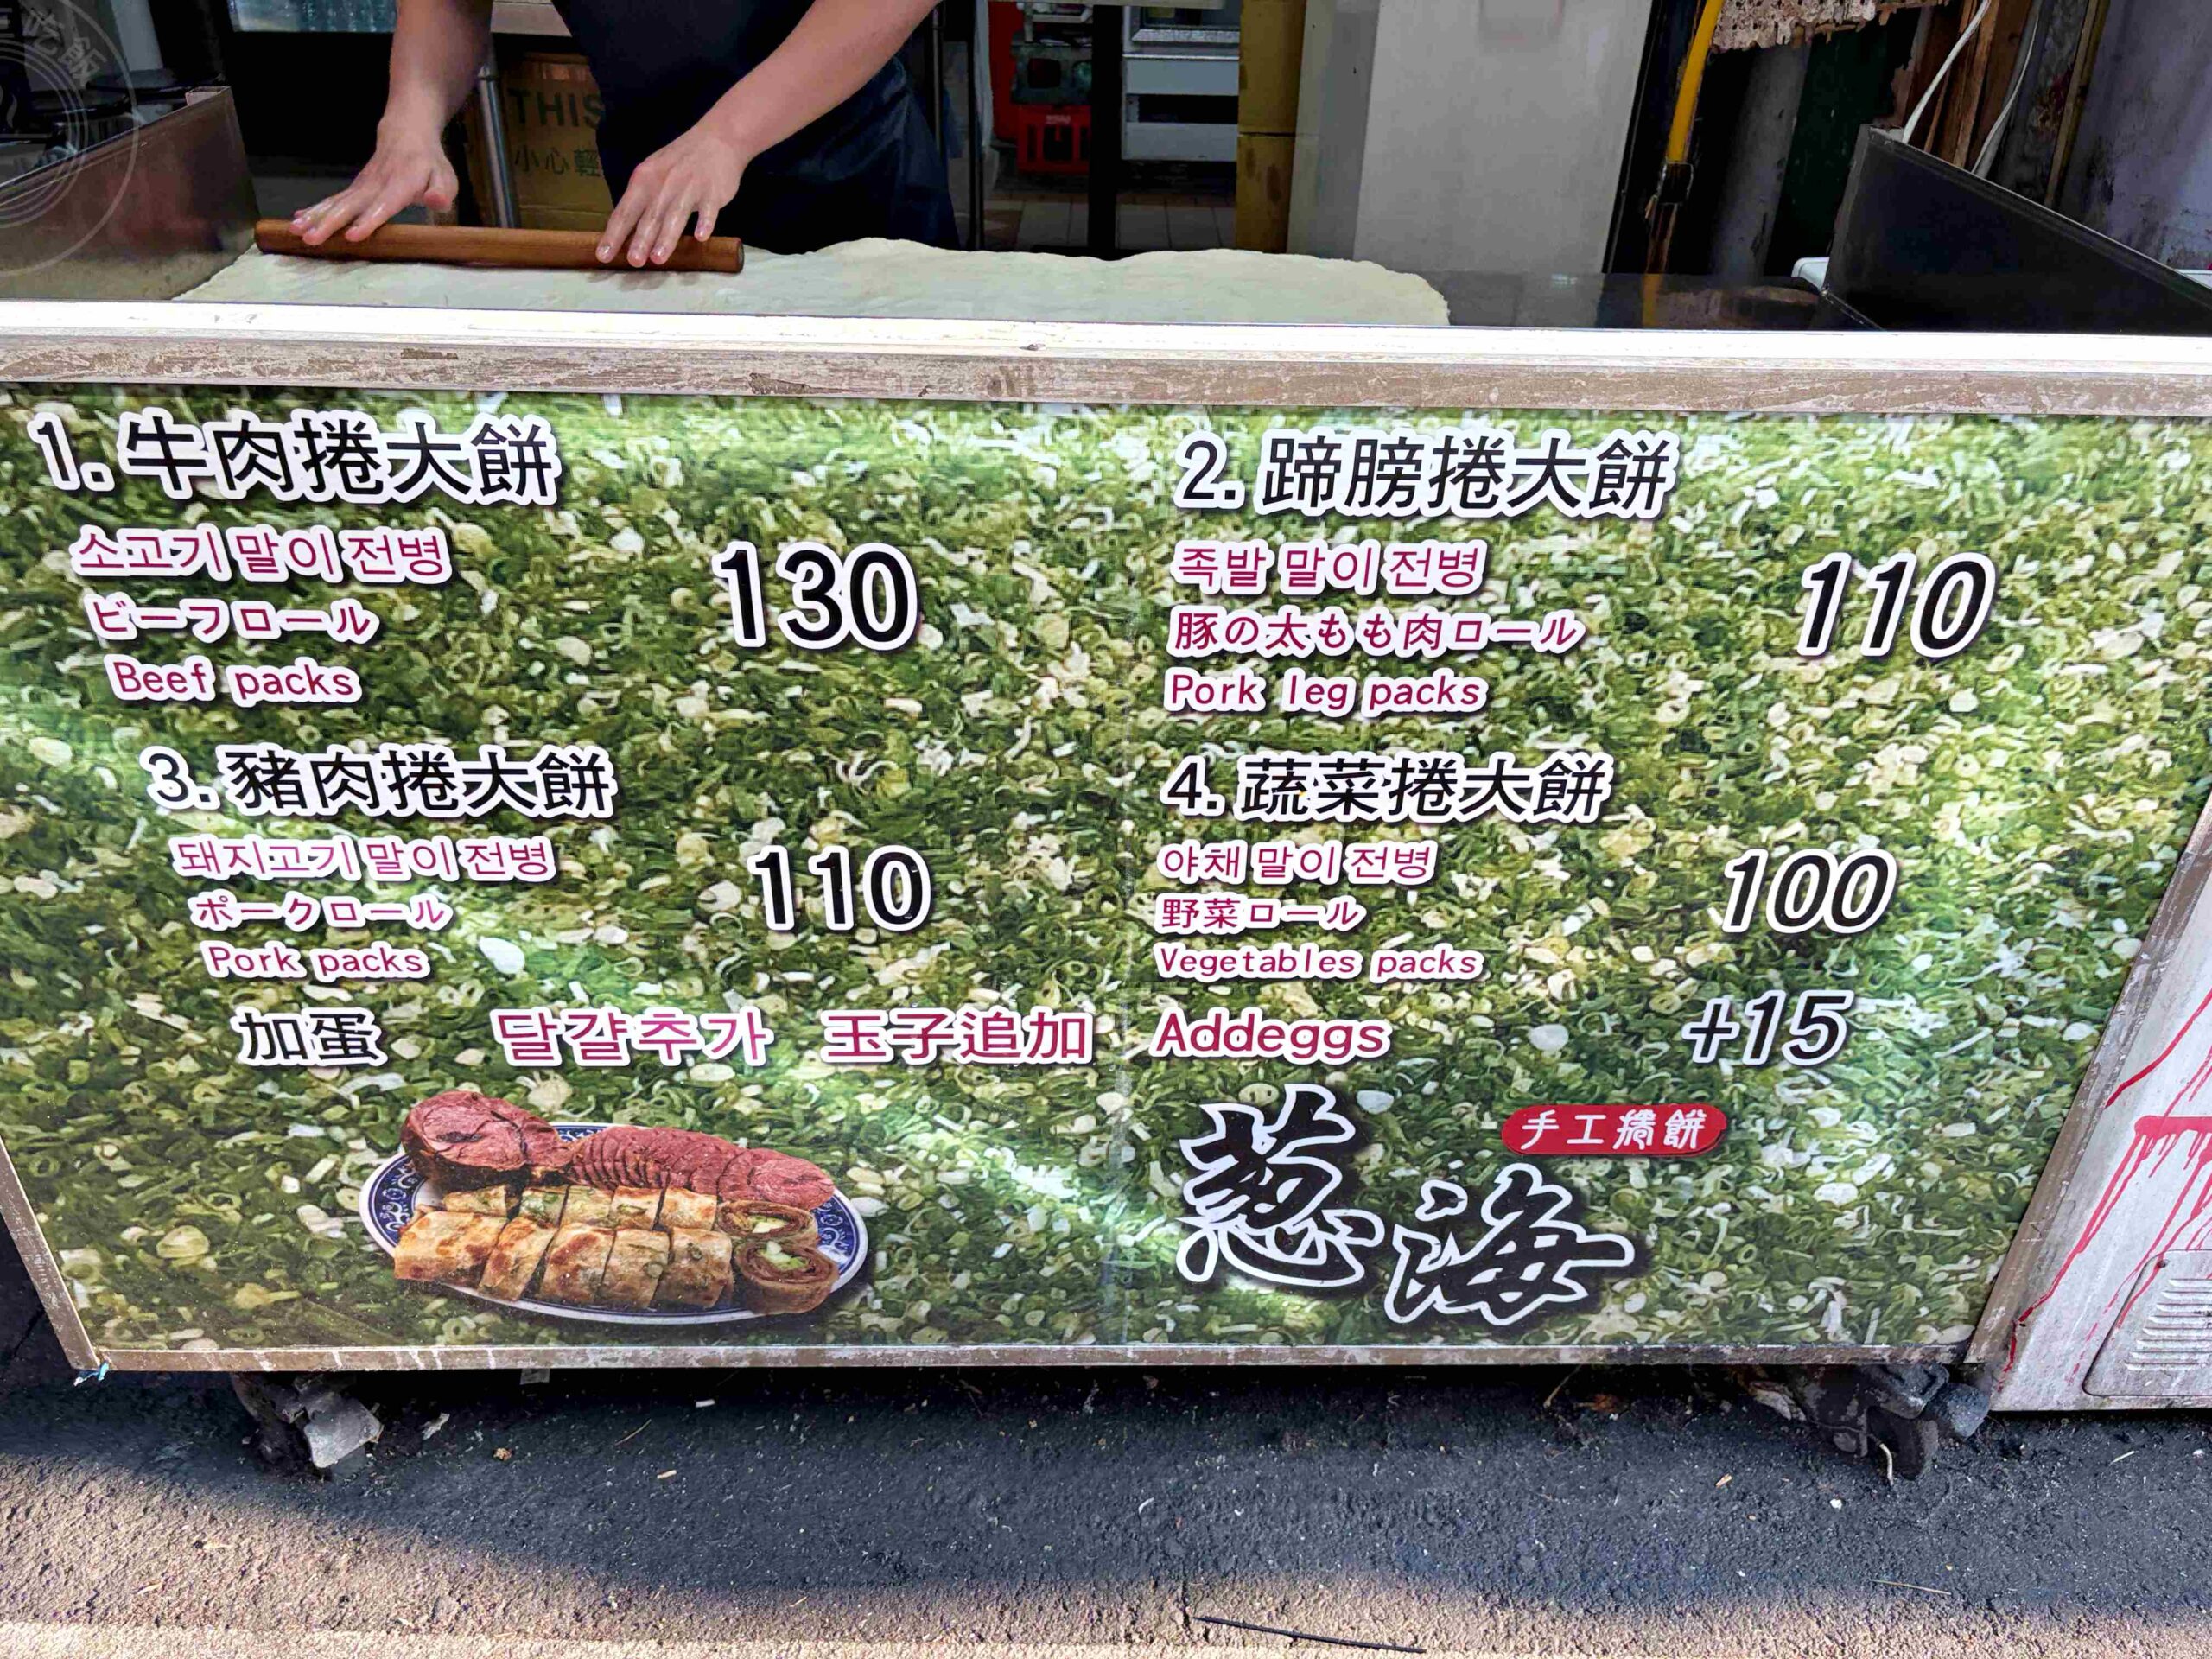 THIS
小心輕
1.牛肉捲大餅
소고기 말이 전병
ビーフロール
Beef packs
130
2.蹄膀捲大餅
족발 말이 전병
豚の太もも肉ロール
Pork leg packs
110
3.豬肉捲大餅
돼지고기 말이 전병
ポークロール
Pork packs
110
4.蔬菜捲大餅
야채 말이 전병
野菜ロール
Vegetables packs
100
加蛋 달걀추가 玉子追加 Addeggs +15
手工捲餅
蔥海